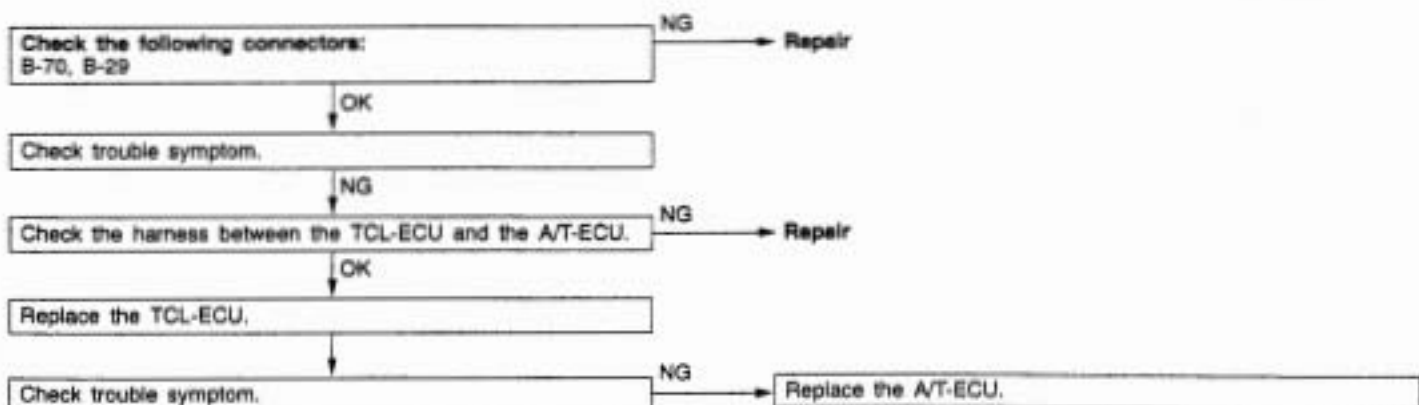 NG
Check the following connectors:
B-70, B-29
Repair
OK
Check trouble symptom.
NG
NG
Check the harness between the TCL-ECU and the A/T-ECU.
Repair
OK
Replace the TCL-ECU.
NG
Check trouble symptom.
Replace the A/T-ECU.